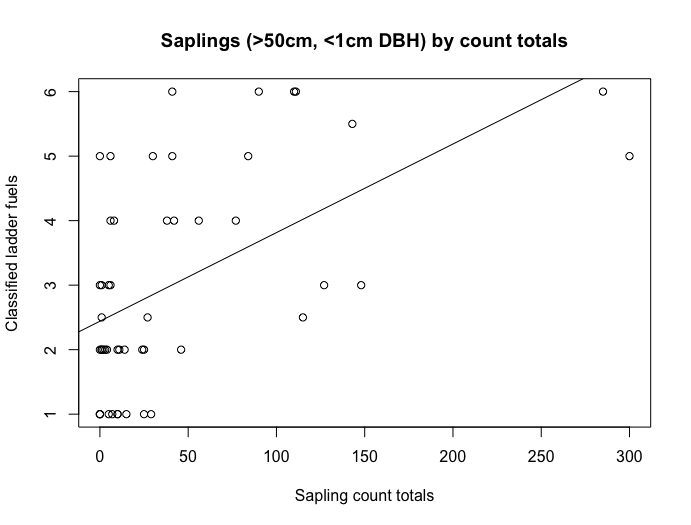 Saplings (>50cm, <1cm DBH) by count totals
6
5
4
3
2
1
Classified ladder fuels
0 50 100 150 200 250 300
Sapling count totals